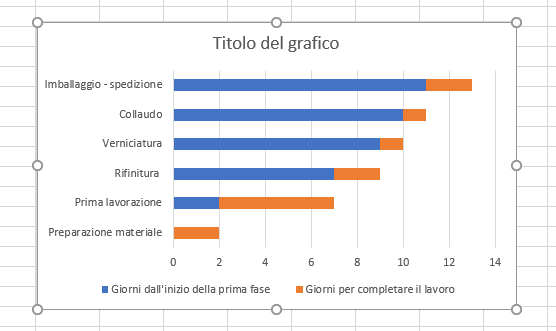 Titolo del grafico
Imballaggio - spedizione
Collaudo
Verniciatura
Rifinitura
Prima lavorazione
Preparazione materiale
0 2 4 6 8 10 12 14
Giorni dall'inizio della prima fase Giorni per completare il lavoro